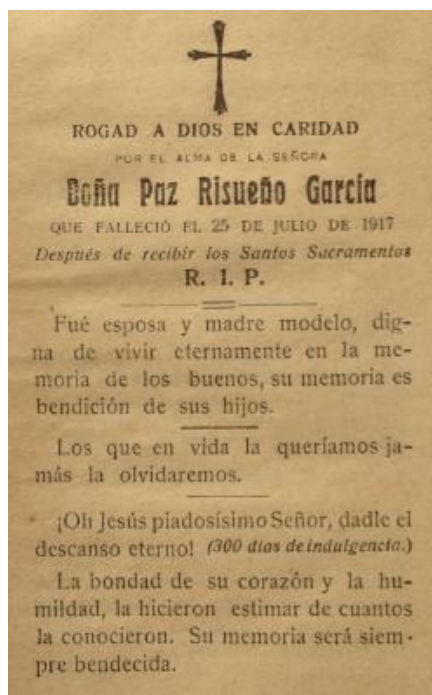 ROGAD A DIOS EN CARIDAD
POR EL ALMA DE LA SEÑORA
Doña Paz Risueño García
QUE FALLECIÓ EL 25 DE JULIO DE 1917
Después de recibir los Santos Sacramentos
R. I. P.
Fué esposa y madre modelo, dig-
na de vivir eternamente en la me-
moria de los buenos, su memoria es
bendición de sus hijos.
Los que en vida la queríamos ja-
más la olvidaremos.
¡Oh Jesús piadosísimo Señor, dadle el
descanso eterno! (300 días de indulgencia.)
La bondad de su corazón y la hu-
mildad, la hicieron estimar de cuantos
la conocieron. Su memoria será siem-
pre bendecida.